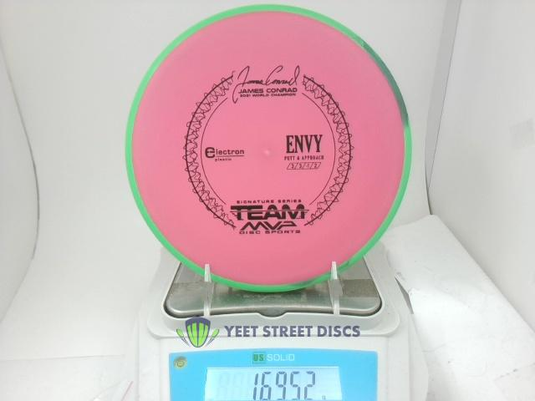 James Conrad
JAMES CONRAD
2021 WORLD CHAMPION
electron
plastic
ENVY
PUTT & APPROACH
SIGNATURE SERIES
TEAM
MVP
DISC SPORTS
YEET STREET DISCS
U.S. SOLID
169.52